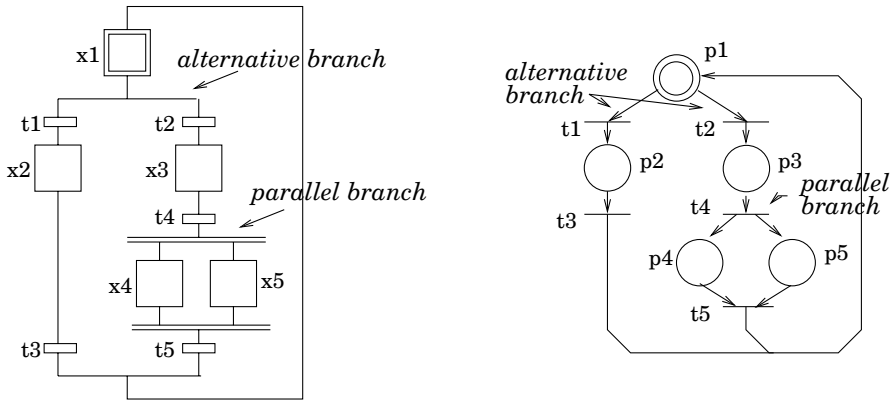 x1
alternative branch
t1
t2
x2
x3
parallel branch
t4
x4
x5
t3
t5
p1
alternative
branch
t1
t2
p2
p3
parallel
branch
t3
t4
p4
p5
t5